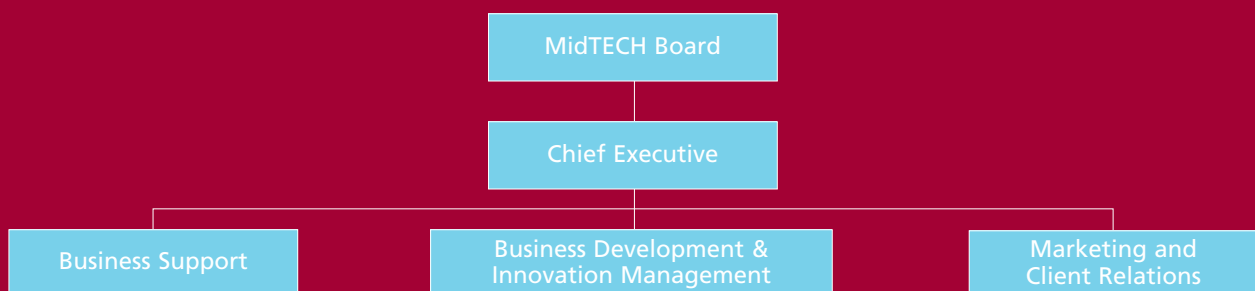 MidTECH Board
Chief Executive
Business Support
Business Development &
Innovation Management
Marketing and
Client Relations